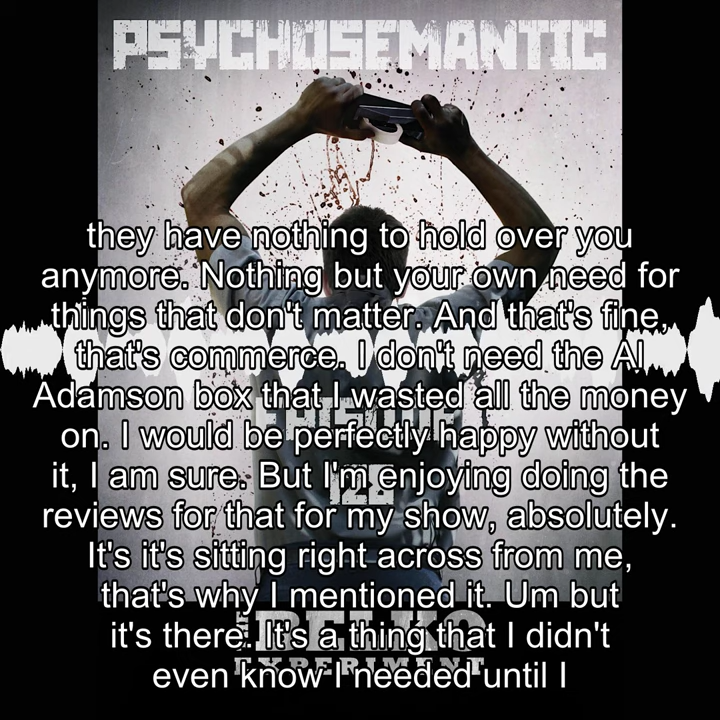 PSYCHOSEMANTIC
they have nothing to hold over you
anymore. Nothing but your own need for
things that don't matter. And that's fine,
that's commerce. I don't need the Al
Adamson box that I wasted all the money
EPISODE
on. I would be perfectly happy without
it, I am sure. But I'm enjoying doing the
reviews for that for my show, absolutely.
It's it's sitting right across from me,
that's why I mentioned it. Um but
it's there. It's a thing that I didn't
THE BELKO
EXPERIMENT
even know I needed until I